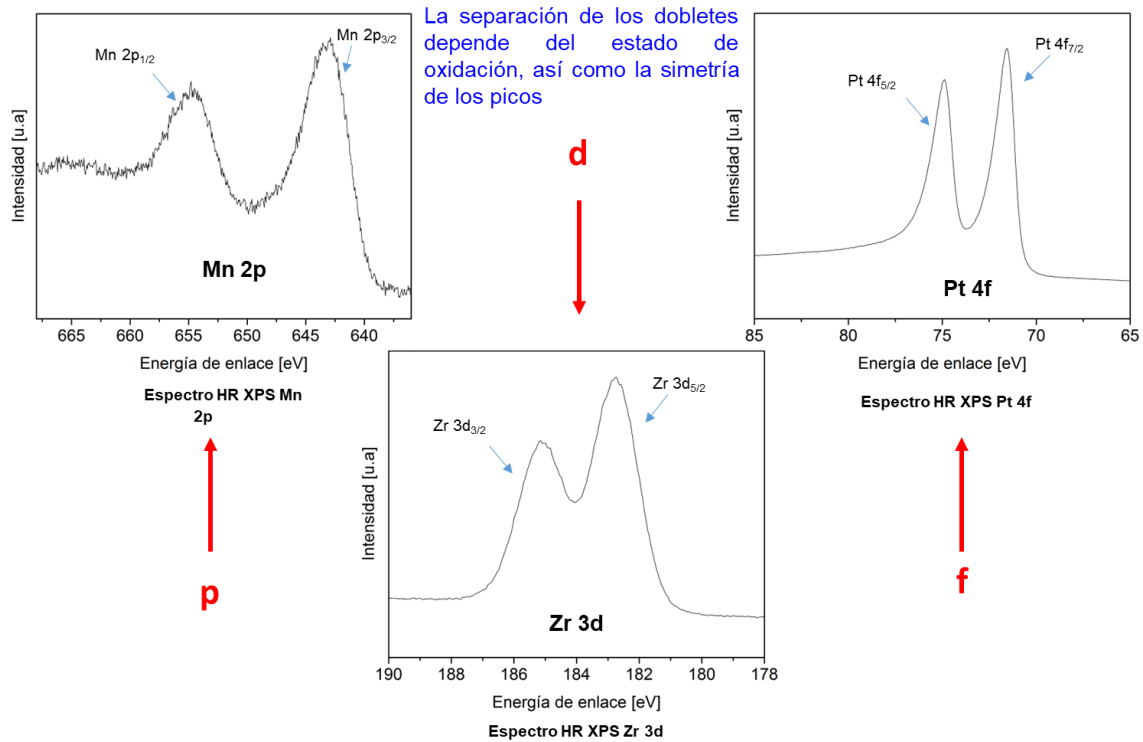 La separación de los dobletes
depende del estado de
oxidación, así como la simetría
de los picos
d
Intensidad [u.a]
Mn 2p1/2
Mn 2p3/2
Mn 2p
665 660 655 650 645 640
Energía de enlace [eV]
Espectro HR XPS Mn
2p
p
Intensidad [u.a]
Pt 4f5/2
Pt 4f7/2
Pt 4f
85 80 75 70 65
Energía de enlace [eV]
Espectro HR XPS Pt 4f
f
Intensidad [u.a]
Zr 3d3/2
Zr 3d5/2
Zr 3d
190 188 186 184 182 180 178
Energía de enlace [eV]
Espectro HR XPS Zr 3d